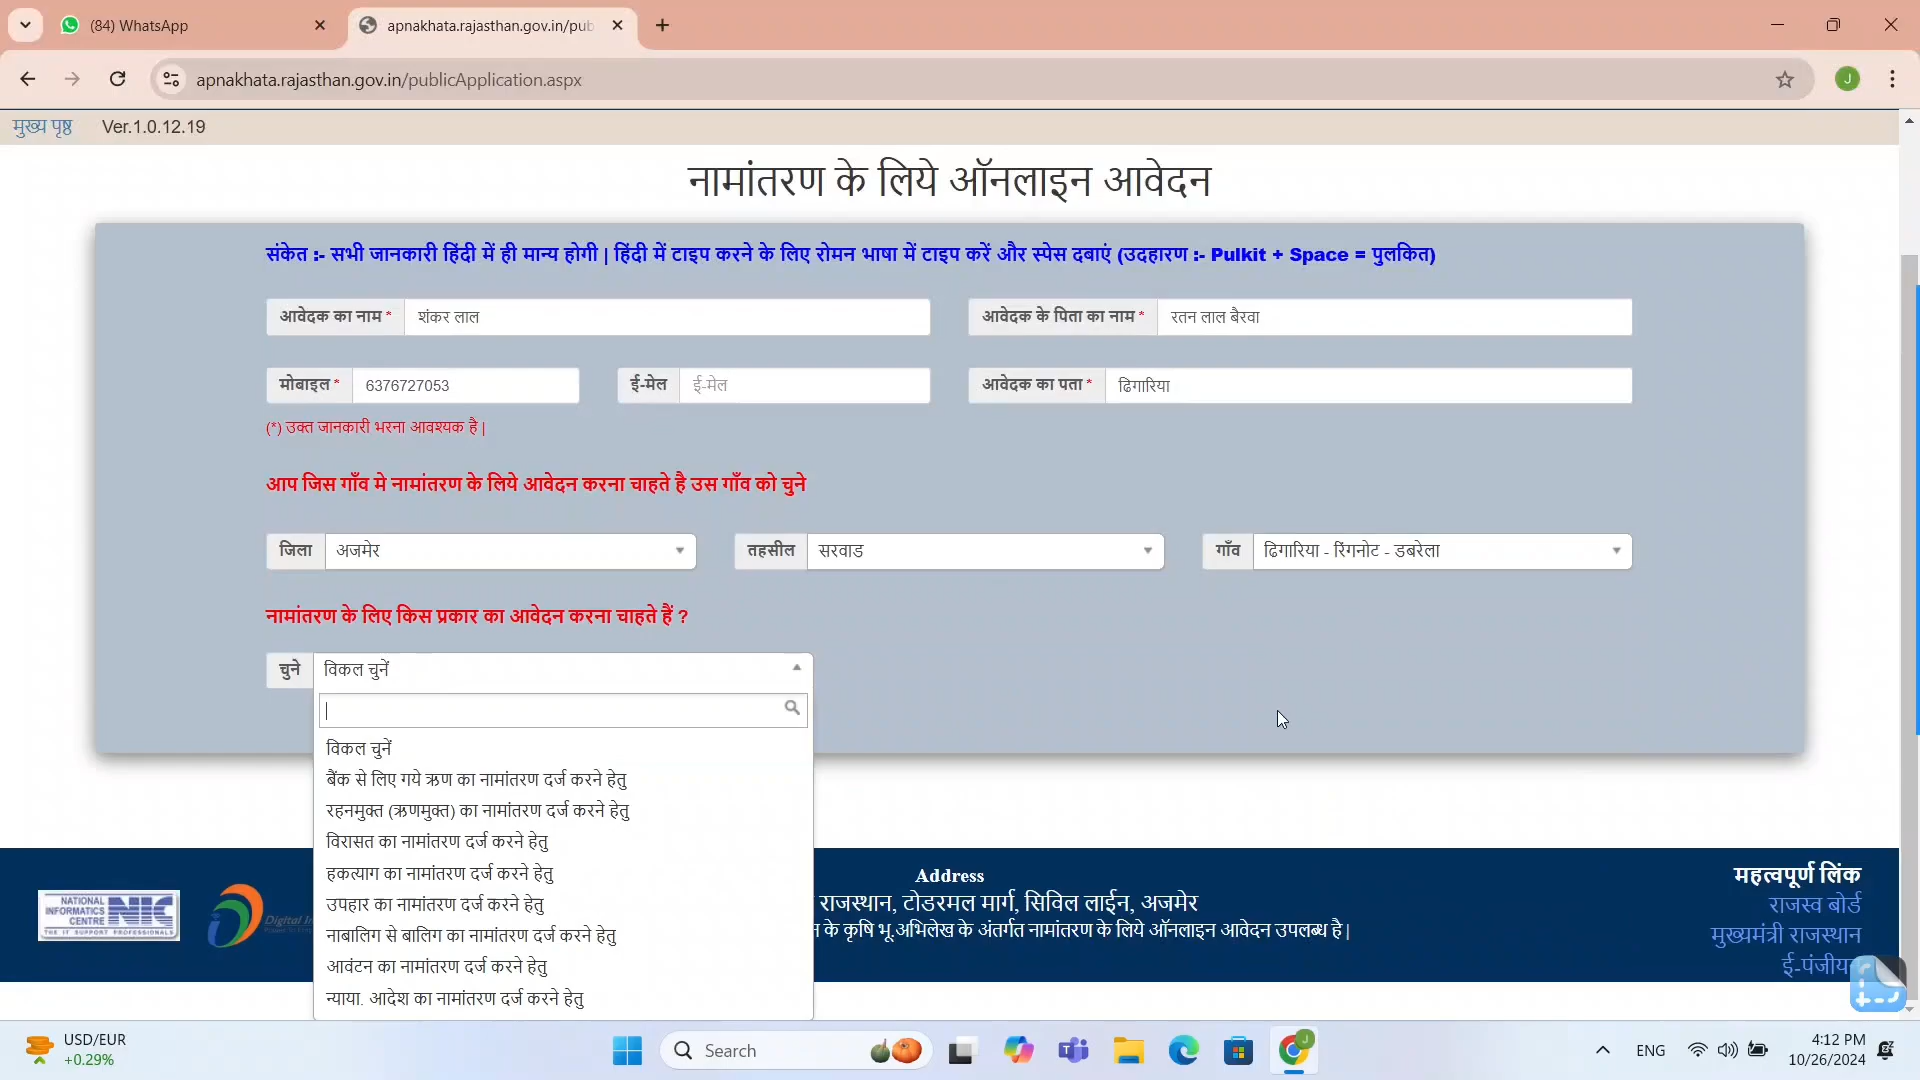 (84) WhatsApp
apnakhata.rajasthan.gov.in/pub
apnakhata.rajasthan.gov.in/publicApplication.aspx
J
मुख्य पृष्ठ Ver.1.0.12.19
नामांतरण के लिये ऑनलाइन आवेदन
संकेत :- सभी जानकारी हिंदी में ही मान्य होगी | हिंदी में टाइप करने के लिए रोमन भाषा में टाइप करें और स्पेस दबाएं (उदहारण :- Pulkit + Space = पुलकित)
आवेदक का नाम * शंकर लाल आवेदक के पिता का नाम * रतन लाल बैरवा
मोबाइल * 6376727053 ई-मेल ई-मेल आवेदक का पता * ढिगारिया
(*) उक्त जानकारी भरना आवश्यक है |
आप जिस गाँव मे नामांतरण के लिये आवेदन करना चाहते है उस गाँव को चुने
जिला अजमेर तहसील सरवाड गाँव ढिगारिया - रिंगनोट - डबरेला
नामांतरण के लिए किस प्रकार का आवेदन करना चाहते हैं ?
चुने विकल चुनें
विकल चुनें
बैंक से लिए गये ऋण का नामांतरण दर्ज करने हेतु
रहनमुक्त (ऋणमुक्त) का नामांतरण दर्ज करने हेतु
विरासत का नामांतरण दर्ज करने हेतु
हकत्याग का नामांतरण दर्ज करने हेतु
उपहार का नामांतरण दर्ज करने हेतु
नाबालिग से बालिग का नामांतरण दर्ज करने हेतु
आवंटन का नामांतरण दर्ज करने हेतु
न्याया. आदेश का नामांतरण दर्ज करने हेतु
NATIONAL
INFORMATICS
CENTRE
NIC
THE IT SUPPORT PROFESSIONALS
Digital In
Address
राजस्थान, टोडरमल मार्ग, सिविल लाईन, अजमेर
के कृषि भू.अभिलेख के अंतर्गत नामांतरण के लिये ऑनलाइन आवेदन उपलब्ध है |
महत्वपूर्ण लिंक
राजस्व बोर्ड
मुख्यमंत्री राजस्थान
ई-पंजीय
USD/EUR
+0.29%
Search
J
ENG
4:12 PM
10/26/2024